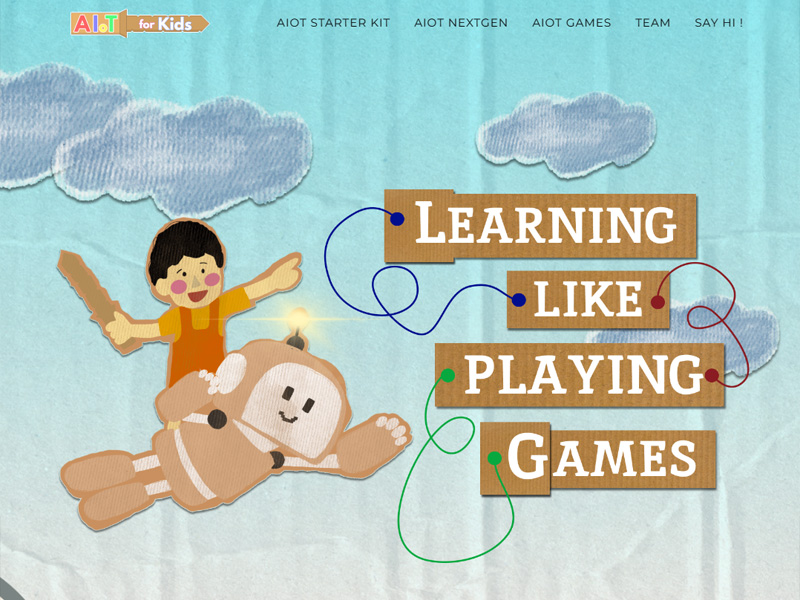 AIoT for Kids
AIOT STARTER KIT
AIOT NEXTGEN
AIOT GAMES
TEAM
SAY HI !
LEARNING
LIKE
PLAYING
GAMES